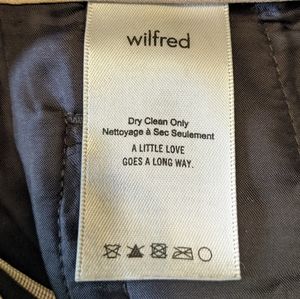 wilfred
Dry Clean Only
Nettoyage à Sec Seulement
A LITTLE LOVE
GOES A LONG WAY.